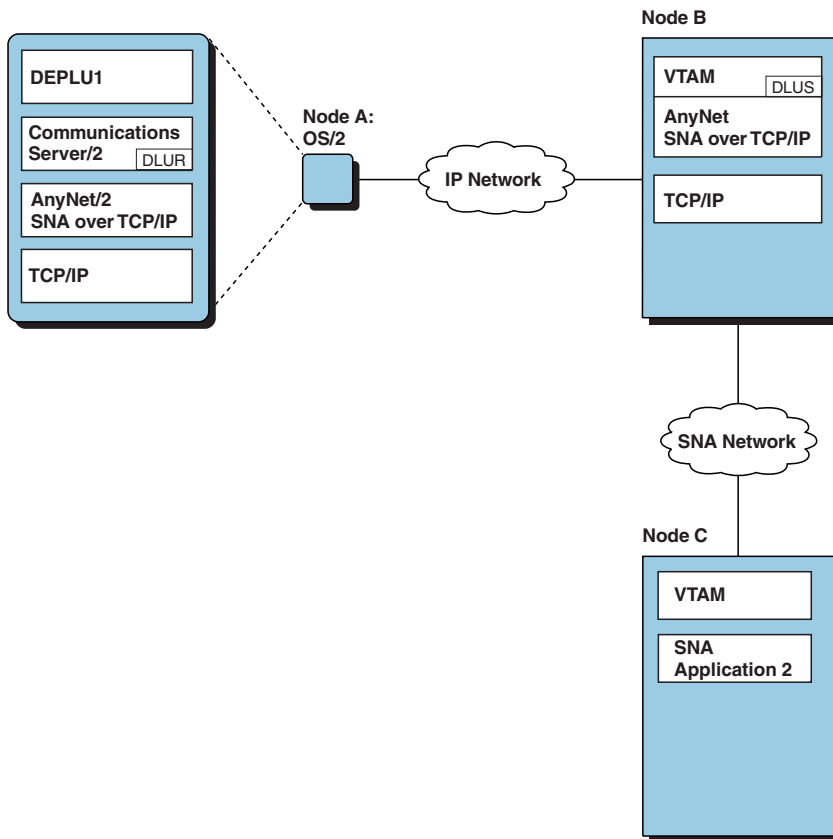 DEPLU1
Communications
Server/2
DLUR
AnyNet/2
SNA over TCP/IP
TCP/IP
Node A:
OS/2
IP Network
Node B
VTAM
DLUS
AnyNet
SNA over TCP/IP
TCP/IP
SNA Network
Node C
VTAM
SNA
Application 2